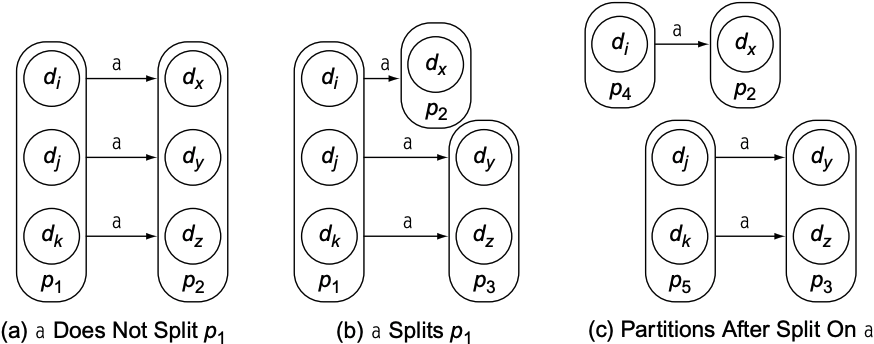 d_i a d_x
d_j a d_y
d_k a d_z
p_1 p_2
(a) a Does Not Split p_1
d_i a d_x
p_2
d_j a d_y
d_k a d_z
p_1 p_3
(b) a Splits p_1
d_i a d_x
p_4 p_2
d_j a d_y
d_k a d_z
p_5 p_3
(c) Partitions After Split On a